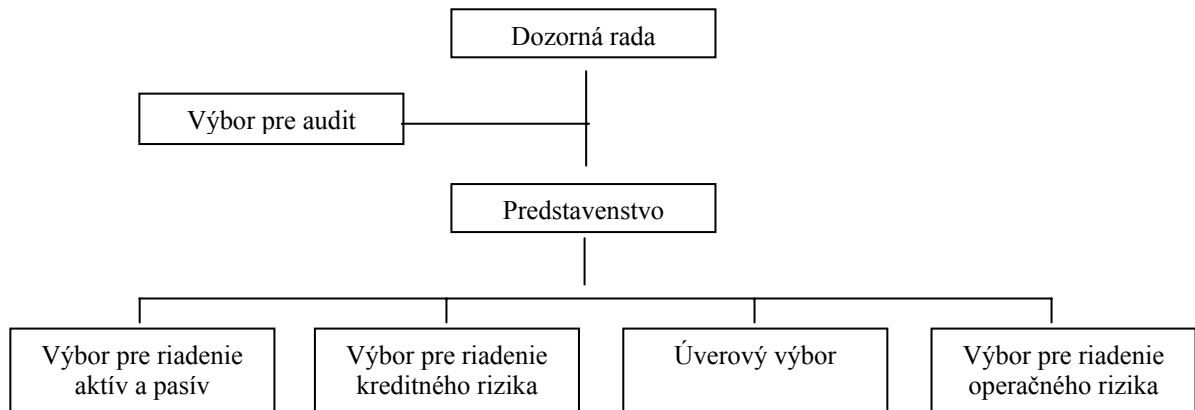 Dozorná rada
Výbor pre audit
Predstavenstvo
Výbor pre riadenie
aktív a pasív
Výbor pre riadenie
kreditného rizika
Úverový výbor
Výbor pre riadenie
operačného rizika